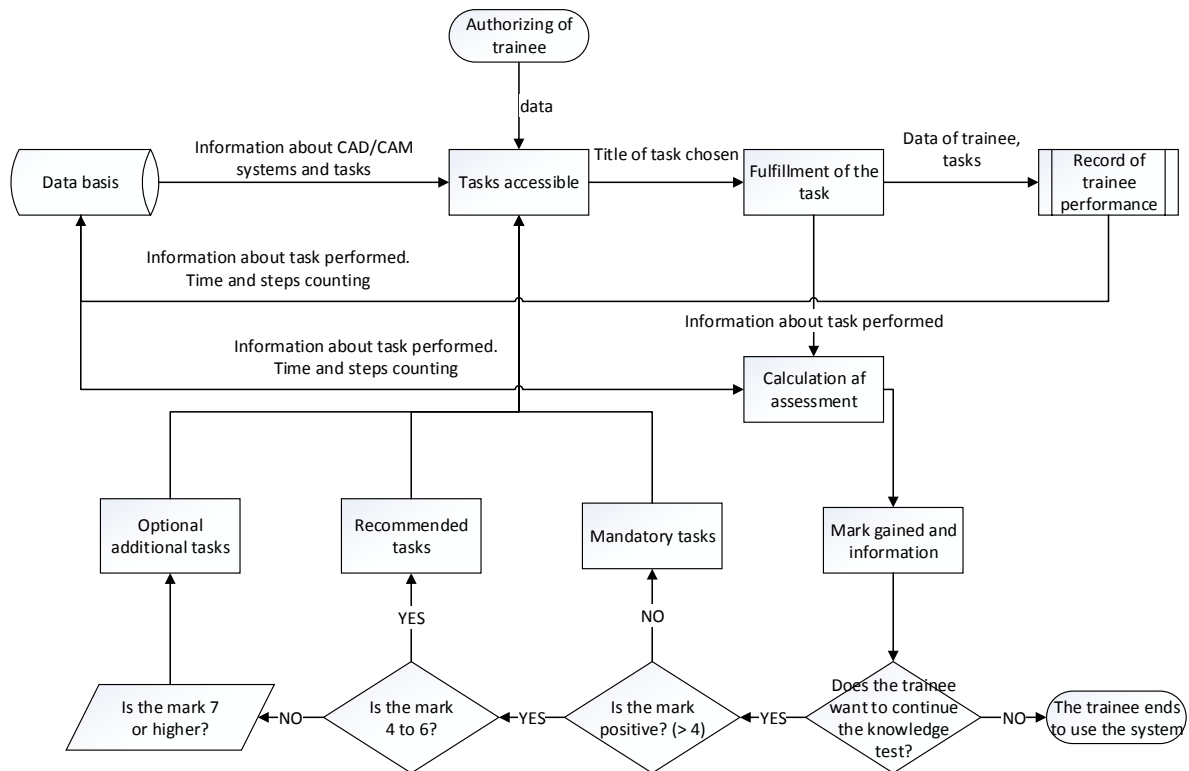 Authorizing of
trainee
data
Information about CAD/CAM
systems and tasks
Title of task chosen
Data of trainee,
tasks
Data basis
Tasks accessible
Fulfillment of the
task
Record of
trainee
performance
Information about task performed.
Time and steps counting
Information about task performed
Information about task performed.
Time and steps counting
Calculation af
assessment
Optional
additional tasks
Recommended
tasks
Mandatory tasks
Mark gained and
information
YES
NO
Is the mark 7
or higher?
NO
Is the mark
4 to 6?
YES
Is the mark
positive? (> 4)
YES
Does the trainee
want to continue
the knowledge
test?
NO
The trainee ends
to use the system